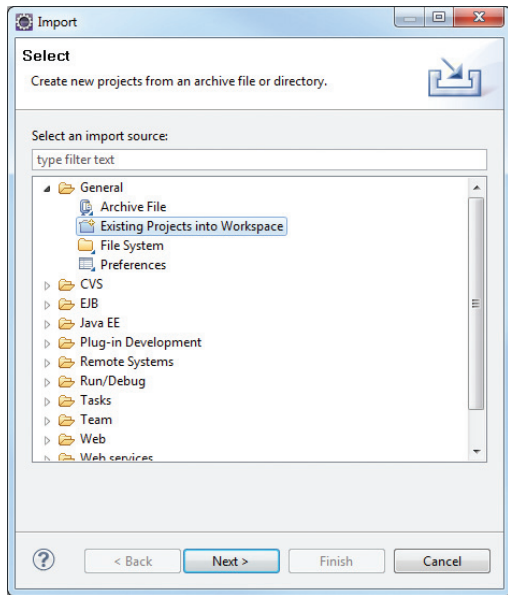 Import
Select
Create new projects from an archive file or directory.
Select an import source:
type filter text
General
Archive File
Existing Projects into Workspace
File System
Preferences
CVS
EJB
Java EE
Plug-in Development
Remote Systems
Run/Debug
Tasks
Team
Web
Web services
? < Back Next > Finish Cancel